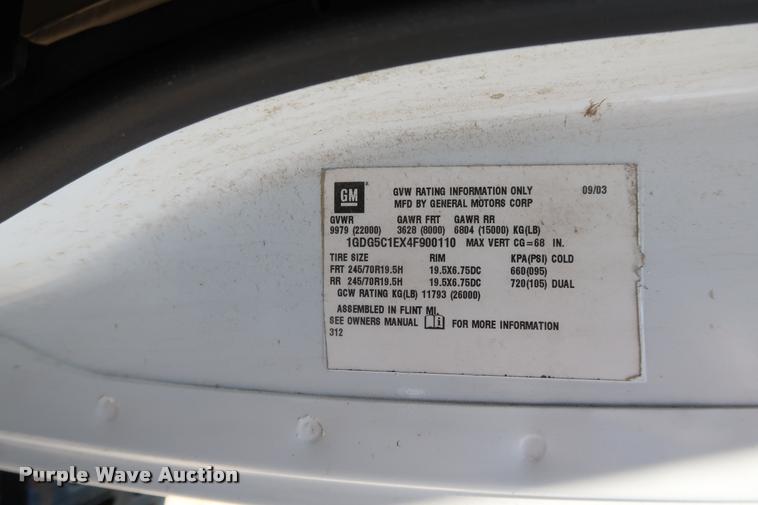 GM GVW RATING INFORMATION ONLY 09/03
MFD BY GENERAL MOTORS CORP
GVWR GAWR FRT GAWR RR
9979 (22000) 3628 (8000) 6804 (15000) KG(LB)
1GDG5C1EX4F900110 MAX VERT CG=68 IN.
TIRE SIZE RIM KPA(PSI) COLD
FRT 245/70R19.5H 19.5X6.75DC 660(095)
RR 245/70R19.5H 19.5X6.75DC 720(105) DUAL
GCW RATING KG(LB) 11793 (26000)
ASSEMBLED IN FLINT MI.
SEE OWNERS MANUAL i FOR MORE INFORMATION
312
Purple Wave Auction